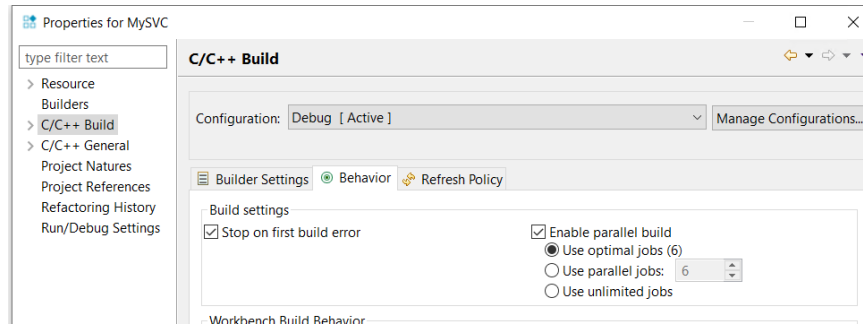 Properties for MySVC
type filter text
Resource
Builders
C/C++ Build
C/C++ General
Project Natures
Project References
Refactoring History
Run/Debug Settings
C/C++ Build
Configuration: Debug [ Active ] Manage Configurations...
Builder Settings Behavior Refresh Policy
Build settings
Stop on first build error Enable parallel build
Use optimal jobs (6)
Use parallel jobs: 6
Use unlimited jobs
Workbench Build Behavior